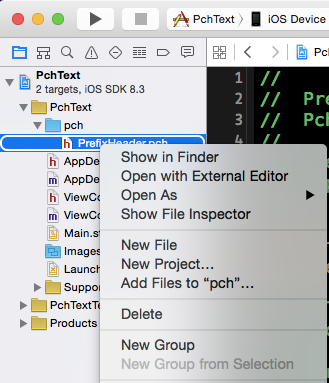 PchText
iOS Device
PchText
2 targets, iOS SDK 8.3
PchText
pch
PrefixHeader.pch
AppDe
AppDe
ViewCo
ViewCo
Main.st
Images
Launch
Suppo
PchTextTe
Products
Pc
1 //
2 // Pre
3 // Pch
4 //
Show in Finder
Open with External Editor
Open As
Show File Inspector
New File
New Project…
Add Files to “pch”…
Delete
New Group
New Group from Selection